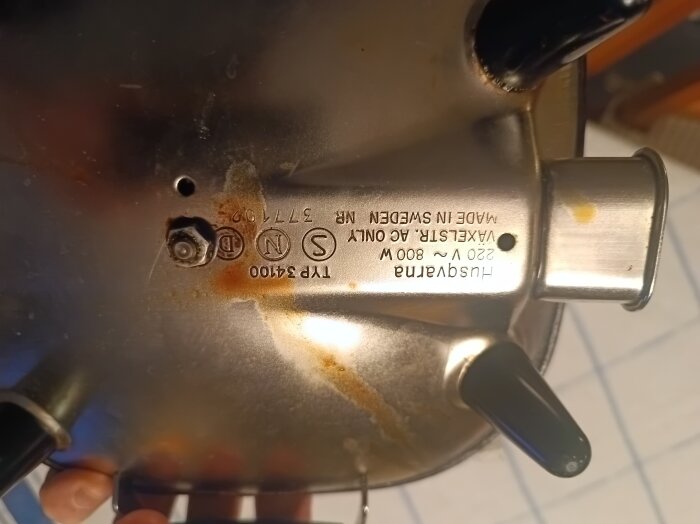 Husqvarna TYP 34100
220 V ~ 800 W
VÄXELSTR. AC ONLY S N D
MADE IN SWEDEN NR 377102